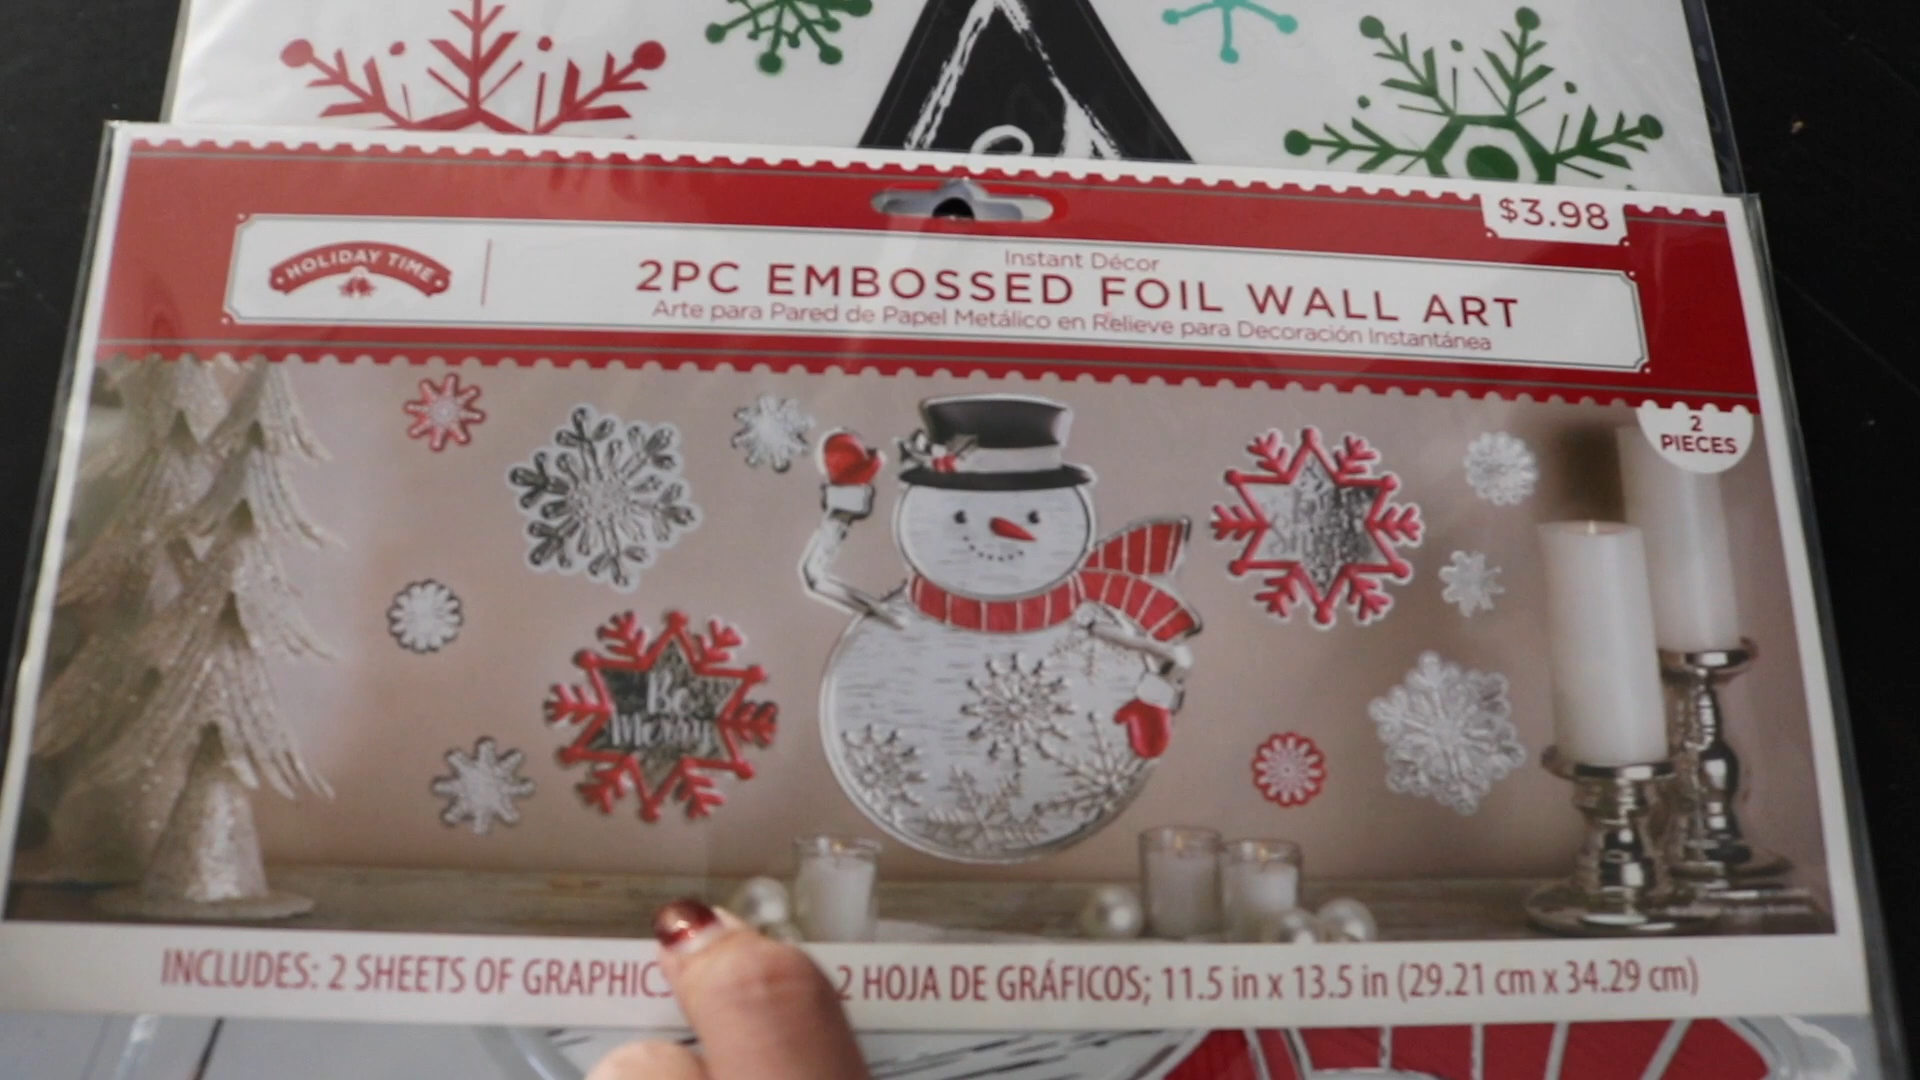 $3.98
HOLIDAY TIME
Instant Décor
2PC EMBOSSED FOIL WALL ART
Arte para Pared de Papel Metálico en Relieve para Decoración Instantánea
2
PIECES
Be
Merry
INCLUDES: 2 SHEETS OF GRAPHICS 2 HOJA DE GRÁFICOS; 11.5 in x 13.5 in (29.21 cm x 34.29 cm)